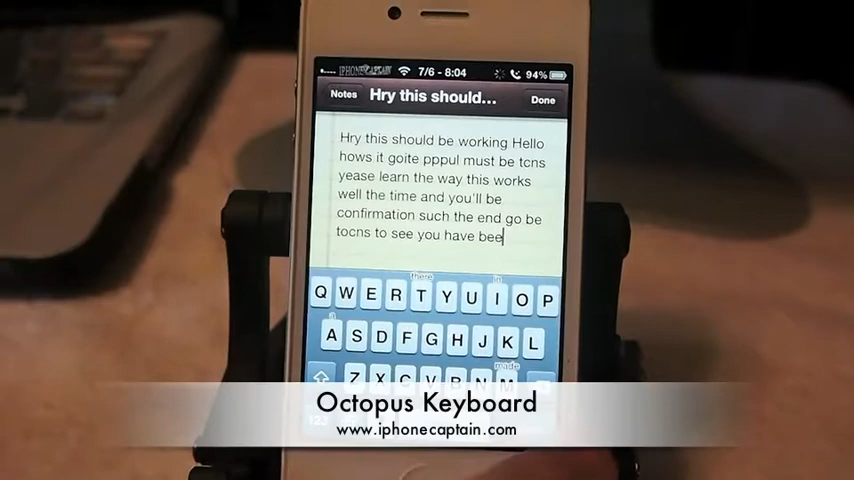 IPHONECAPTAIN 7/6 - 8:04 94%
Notes Hry this should... Done
Hry this should be working Hello
hows it goite pppul must be tcns
yease learn the way this works
well the time and you'll be
confirmation such the end go be
tocns to see you have bee
there in
Q W E R T Y U I O P
a
A S D F G H J K L
made
Z X C V B N M
123
Octopus Keyboard
www.iphonecaptain.com